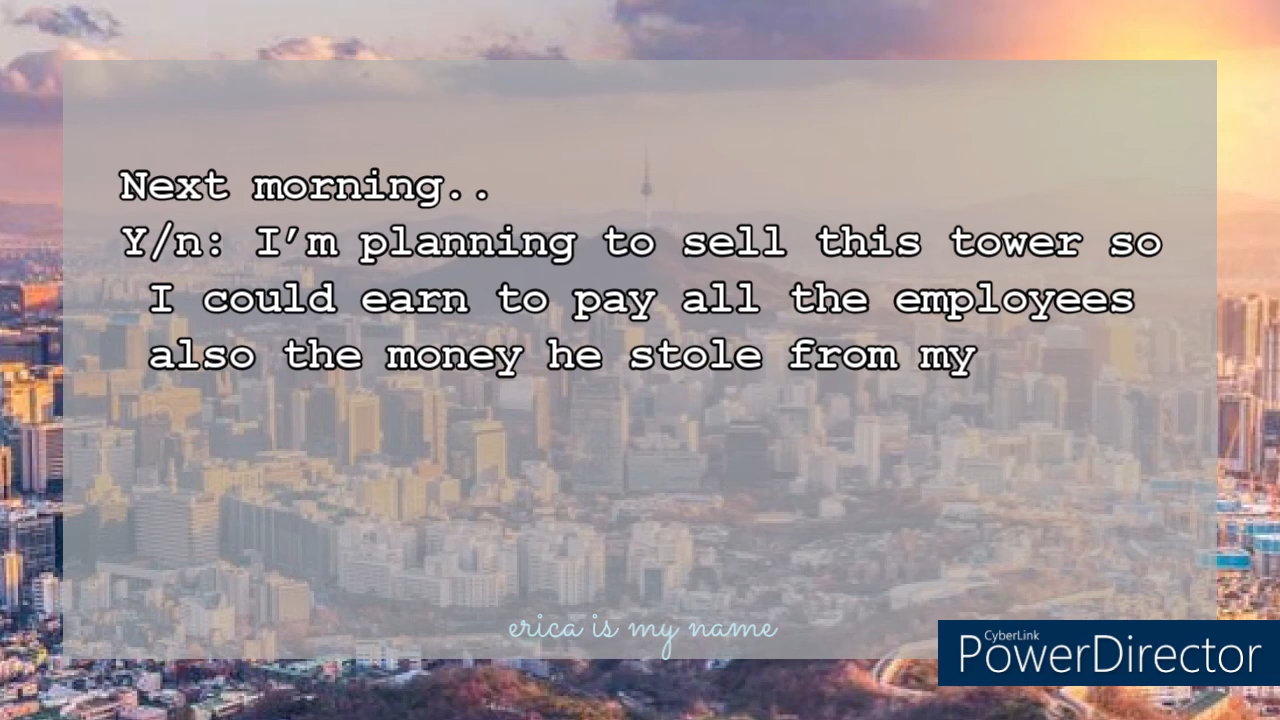 Next morning..
Y/n: I’m planning to sell this tower so
I could earn to pay all the employees
also the money he stole from my
erica is my name
CyberLink
PowerDirector